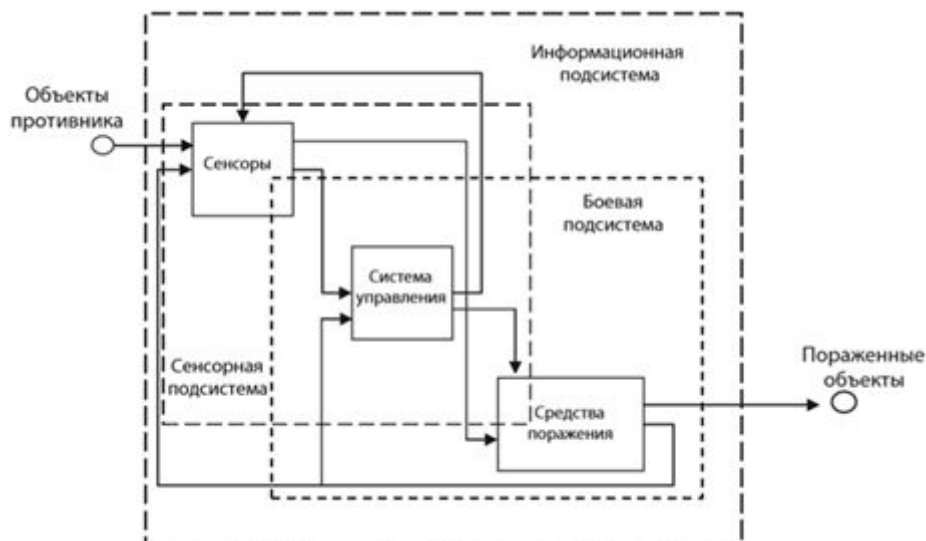 Информационная
подсистема
Объекты
противника
Сенсоры
Боевая
подсистема
Система
управления
Сенсорная
подсистема
Пораженные
объекты
Средства
поражения